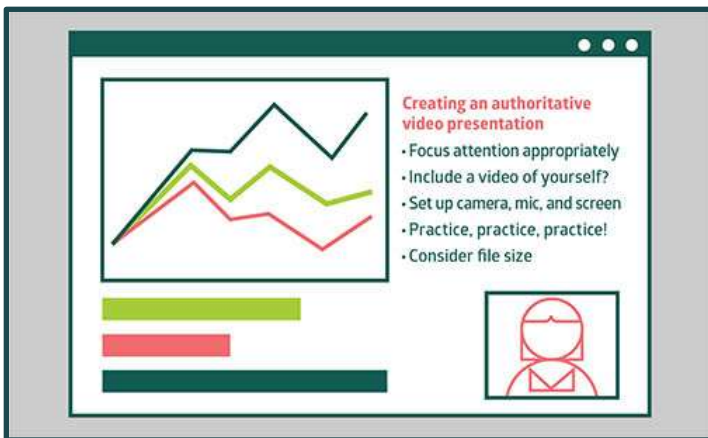 Creating an authoritative
video presentation
• Focus attention appropriately
• Include a video of yourself?
• Set up camera, mic, and screen
• Practice, practice, practice!
• Consider file size